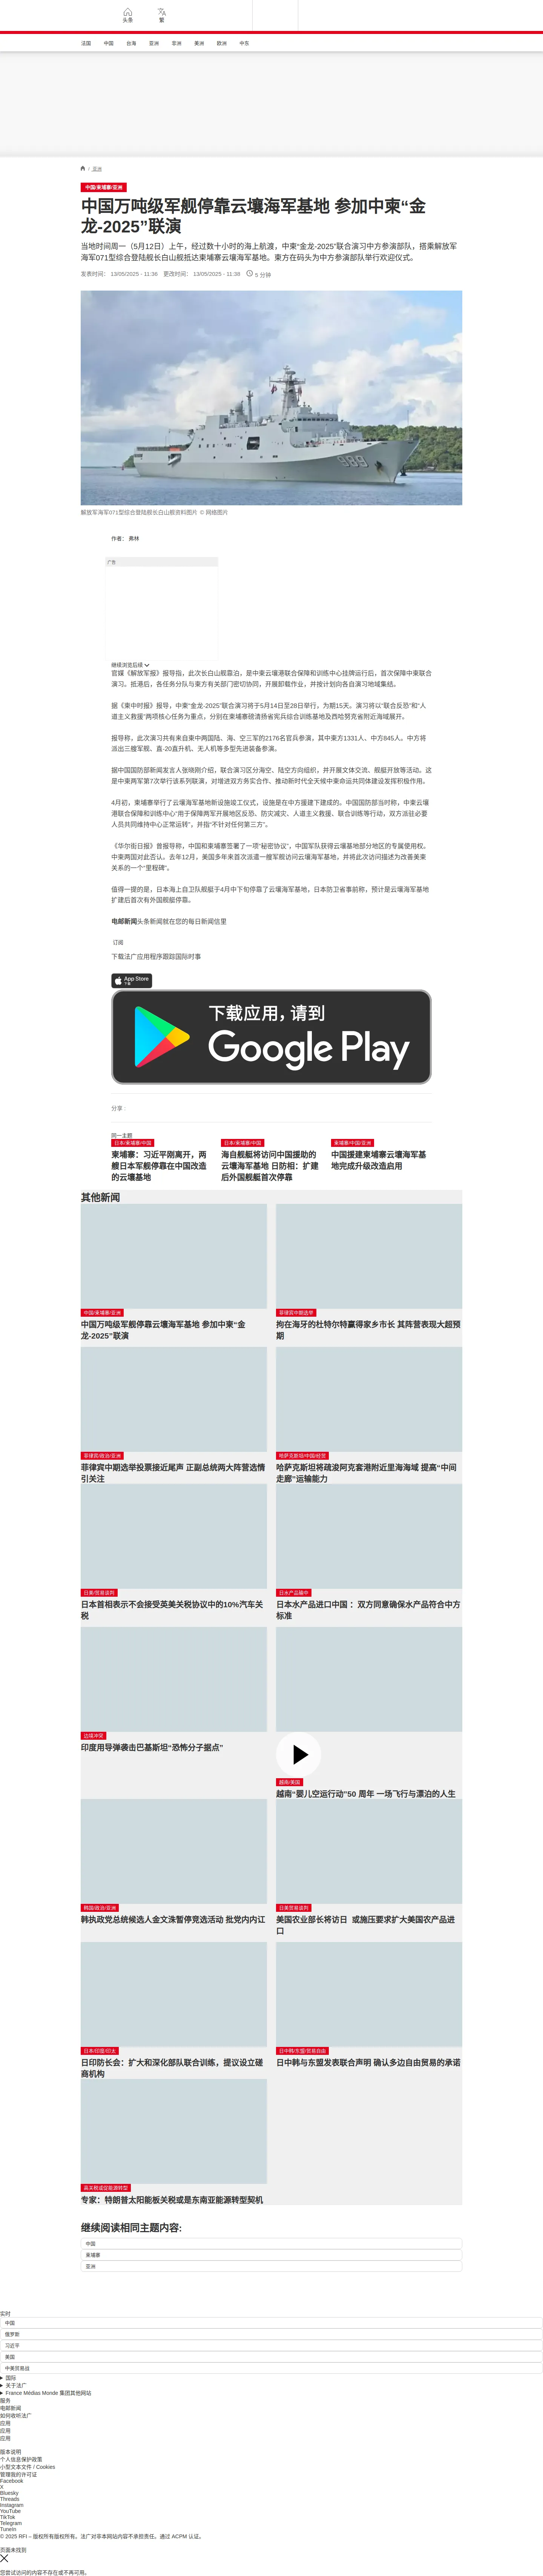 头条
繁
法国
中国
台海
亚洲
非洲
美洲
欧洲
中东
/ 亚洲
中国/柬埔寨/亚洲
中国万吨级军舰停靠云壤海军基地 参加中柬“金
龙-2025”联演
当地时间周一（5月12日）上午，经过数十小时的海上航渡，中柬“金龙-2025”联合演习中方参演部队，搭乘解放军
海军071型综合登陆舰长白山舰抵达柬埔寨云壤海军基地。柬方在码头为中方参演部队举行欢迎仪式。
发表时间： 13/05/2025 - 11:36 更改时间： 13/05/2025 - 11:38 5 分钟
989
解放军海军071型综合登陆舰长白山舰资料图片 © 网络图片
作者： 弗林
广告
继续浏览后续
官媒《解放军报》报导指，此次长白山舰靠泊，是中柬云壤港联合保障和训练中心挂牌运行后，首次保障中柬联合
演习。抵港后，各任务分队与柬方有关部门密切协同，开展卸载作业，并按计划向各自演习地域集结。
据《柬中时报》报导，中柬“金龙-2025”联合演习将于5月14日至28日举行，为期15天。演习将以“联合反恐”和“人
道主义救援”两项核心任务为重点，分别在柬埔寨磅清扬省宪兵综合训练基地及西哈努克省附近海域展开。
报导称，此次演习共有来自柬中两国陆、海、空三军的2176名官兵参演，其中柬方1331人、中方845人。中方将
派出三艘军舰、直-20直升机、无人机等多型先进装备参演。
据中国国防部新闻发言人张晓刚介绍，联合演习区分海空、陆空方向组织，并开展文体交流、舰艇开放等活动。这
是中柬两军第7次举行该系列联演，对增进双方务实合作、推动新时代全天候中柬命运共同体建设发挥积极作用。
4月初，柬埔寨举行了云壤海军基地新设施竣工仪式，设施是在中方援建下建成的。中国国防部当时称，中柬云壤
港联合保障和训练中心“用于保障两军开展地区反恐、防灾减灾、人道主义救援、联合训练等行动，双方派驻必要
人员共同维持中心正常运转”，并指“不针对任何第三方”。
《华尔街日报》曾报导称，中国和柬埔寨签署了一项“秘密协议”，中国军队获得云壤基地部分地区的专属使用权。
中柬两国对此否认。去年12月，美国多年来首次派遣一艘军舰访问云壤海军基地，并将此次访问描述为改善美柬
关系的一个“里程碑”。
值得一提的是，日本海上自卫队舰艇于4月中下旬停靠了云壤海军基地，日本防卫省事前称，预计是云壤海军基地
扩建后首次有外国舰艇停靠。
电邮新闻头条新闻就在您的每日新闻信里
订阅
下载法广应用程序跟踪国际时事
App Store
下载
下载应用，请到
Google Play
分享 :
同一主题
日本/柬埔寨/中国
柬埔寨：习近平刚离开，两
艘日本军舰停靠在中国改造
的云壤基地
日本/柬埔寨/中国
海自舰艇将访问中国援助的
云壤海军基地 日防相：扩建
后外国舰艇首次停靠
柬埔寨/中国/亚洲
中国援建柬埔寨云壤海军基
地完成升级改造启用
其他新闻
中国/柬埔寨/亚洲
中国万吨级军舰停靠云壤海军基地 参加中柬“金
龙-2025”联演
菲律宾中期选举
拘在海牙的杜特尔特赢得家乡市长 其阵营表现大超预
期
菲律宾/政治/亚洲
菲律宾中期选举投票接近尾声 正副总统两大阵营选情
引关注
哈萨克斯坦/中国/经贸
哈萨克斯坦将疏浚阿克套港附近里海海域 提高“中间
走廊”运输能力
日美/贸易谈判
日本首相表示不会接受英美关税协议中的10%汽车关
税
日水产品输中
日本水产品进口中国 ：双方同意确保水产品符合中方
标准
边境冲突
印度用导弹袭击巴基斯坦“恐怖分子据点”
越南/美国
越南“婴儿空运行动”50 周年 一场飞行与漂泊的人生
韩国/政治/亚洲
韩执政党总统候选人金文洙暂停竞选活动 批党内内讧
日美贸易谈判
美国农业部长将访日 或施压要求扩大美国农产品进
口
日本/印度/印太
日印防长会：扩大和深化部队联合训练，提议设立磋
商机构
日中韩/东盟/贸易自由
日中韩与东盟发表联合声明 确认多边自由贸易的承诺
高关税或促能源转型
专家：特朗普太阳能板关税或是东南亚能源转型契机
继续阅读相同主题内容:
中国
柬埔寨
亚洲
实时
中国
俄罗斯
习近平
美国
中美贸易战
国际
关于法广
France Médias Monde 集团其他网站
服务
电邮新闻
如何收听法广
应用
应用
应用
版本说明
个人信息保护政策
小型文本文件 / Cookies
管理我的许可证
Facebook
X
Bluesky
Threads
Instagram
YouTube
TikTok
Telegram
TuneIn
© 2025 RFI – 版权所有版权所有。法广对非本网站内容不承担责任。通过 ACPM 认证。
页面未找到
您尝试访问的内容不存在或不再可用。